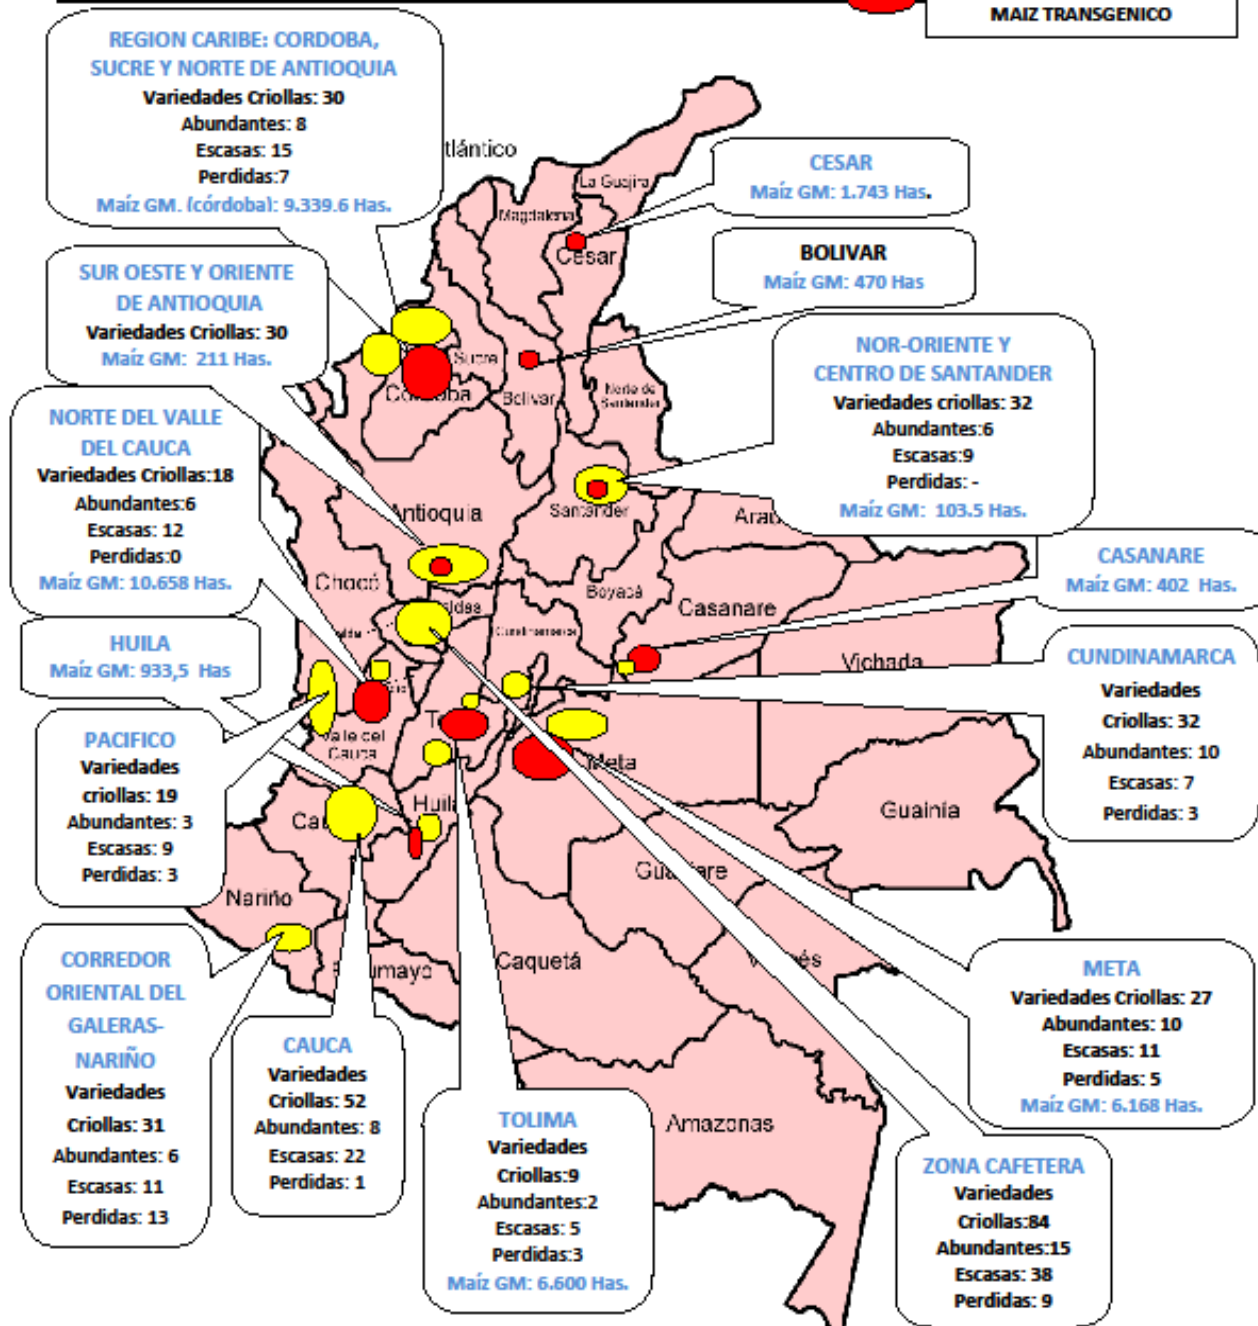 MAIZ TRANSGENICO
REGION CARIBE: CORDOBA,
SUCRE Y NORTE DE ANTIOQUIA
Variedades Criollas: 30
Abundantes: 8
Escasas: 15
Perdidas:7
Maíz GM. (córdoba): 9.339.6 Has.
tlántico
La Guajira
Magdalena
Cesar
CESAR
Maíz GM: 1.743 Has.
BOLIVAR
Maíz GM: 470 Has
SUR OESTE Y ORIENTE
DE ANTIOQUIA
Variedades Criollas: 30
Maíz GM: 211 Has.
Sucre
Bolívar
Norte de
Santander
NOR-ORIENTE Y
CENTRO DE SANTANDER
Variedades criollas: 32
Abundantes:6
Escasas:9
Perdidas: -
Maíz GM: 103.5 Has.
NORTE DEL VALLE
DEL CAUCA
Variedades Criollas:18
Abundantes:6
Escasas: 12
Perdidas:0
Maíz GM: 10.658 Has.
Antioquia
Santander
Arau
Chocó
Boyacá
Casanare
ldas
Cundinamarca
Vichada
CASANARE
Maíz GM: 402 Has.
HUILA
Maíz GM: 933,5 Has
CUNDINAMARCA
Variedades
Criollas: 32
Abundantes: 10
Escasas: 7
Perdidas: 3
Valle del
Cauca
Meta
PACIFICO
Variedades
criollas: 19
Abundantes: 3
Escasas: 9
Perdidas: 3
Huila
Guainía
Nariño
Caquetá
umayo
CORREDOR
ORIENTAL DEL
GALERAS-
NARIÑO
Variedades
Criollas: 31
Abundantes: 6
Escasas: 11
Perdidas: 13
CAUCA
Variedades
Criollas: 52
Abundantes: 8
Escasas: 22
Perdidas: 1
TOLIMA
Variedades
Criollas:9
Abundantes:2
Escasas: 5
Perdidas:3
Maíz GM: 6.600 Has.
Amazonas
META
Variedades Criollas: 27
Abundantes: 10
Escasas: 11
Perdidas: 5
Maíz GM: 6.168 Has.
ZONA CAFETERA
Variedades
Criollas:84
Abundantes:15
Escasas: 38
Perdidas: 9